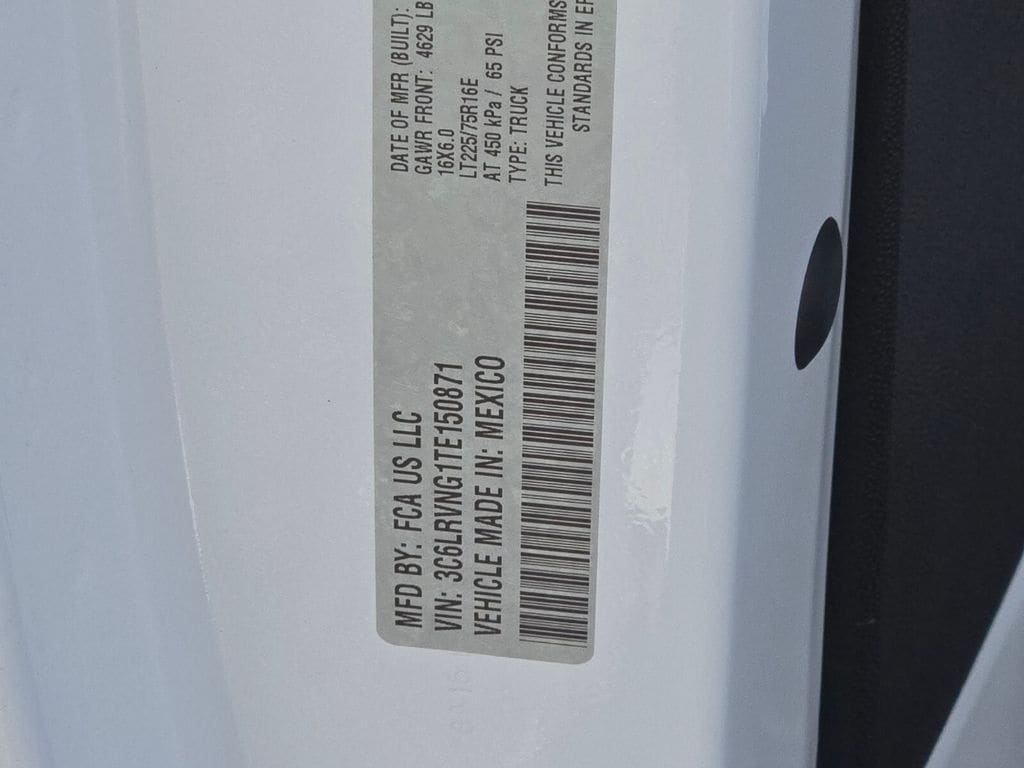 MFD BY: FCA US LLC
VIN: 3C6LRVNG1TE150871
VEHICLE MADE IN: MEXICO
DATE OF MFR (BUILT):
GAWR FRONT: 4629 LB
16X6.0
LT225/75R16E
AT 450 kPa / 65 PSI
TYPE: TRUCK
THIS VEHICLE CONFORMS
STANDARDS IN EF